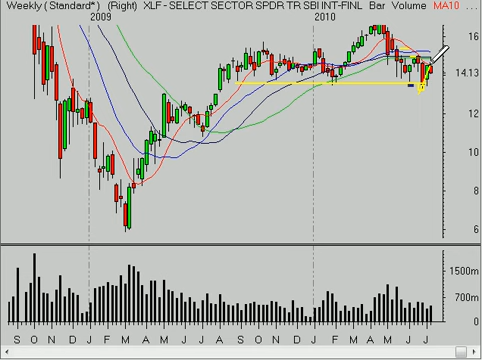 Weekly (Standard*) (Right) XLF - SELECT SECTOR SPDR TR SBI INT-FINL Bar Volume MA10 ...
2009 2010
16
14.13
12
10
8
6
1500m
700m
0
S O N D J F M A M J J A S O N D J F M A M J J